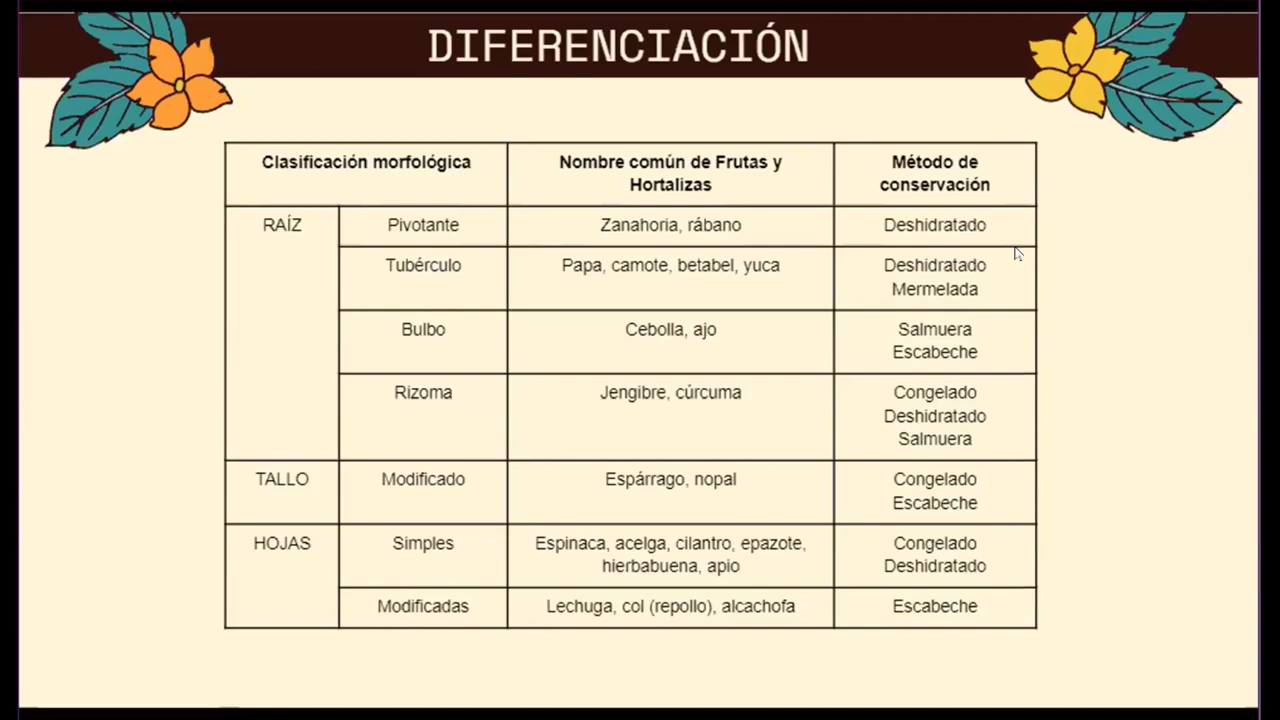 DIFERENCIACIÓN
Clasificación morfológica
Nombre común de Frutas y
Hortalizas
Método de
conservación
RAÍZ
Pivotante
Zanahoria, rábano
Deshidratado
Tubérculo
Papa, camote, betabel, yuca
Deshidratado
Mermelada
Bulbo
Cebolla, ajo
Salmuera
Escabeche
Rizoma
Jengibre, cúrcuma
Congelado
Deshidratado
Salmuera
TALLO
Modificado
Espárrago, nopal
Congelado
Escabeche
HOJAS
Simples
Espinaca, acelga, cilantro, epazote,
hierbabuena, apio
Congelado
Deshidratado
Modificadas
Lechuga, col (repollo), alcachofa
Escabeche